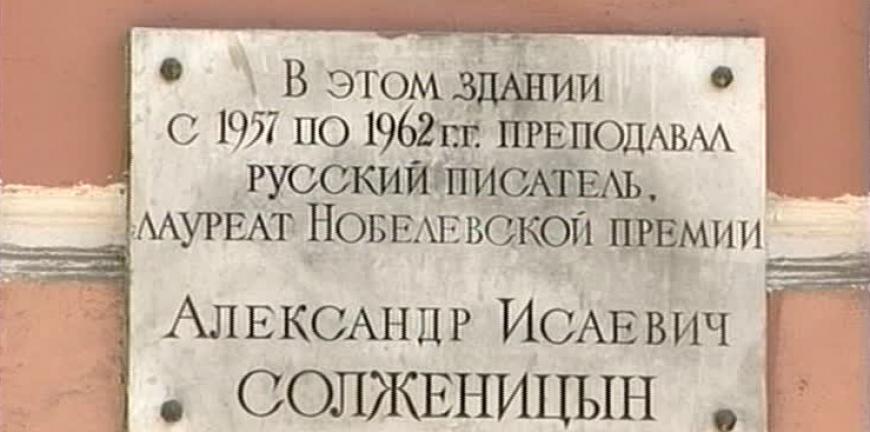 В ЭТОМ ЗДАНИИ
С 1957 ПО 1962 г.г. ПРЕПОДАВАЛ
РУССКИЙ ПИСАТЕЛЬ,
ЛАУРЕАТ НОБЕЛЕВСКОЙ ПРЕМИИ
АЛЕКСАНДР ИСАЕВИЧ
СОЛЖЕНИЦЫН